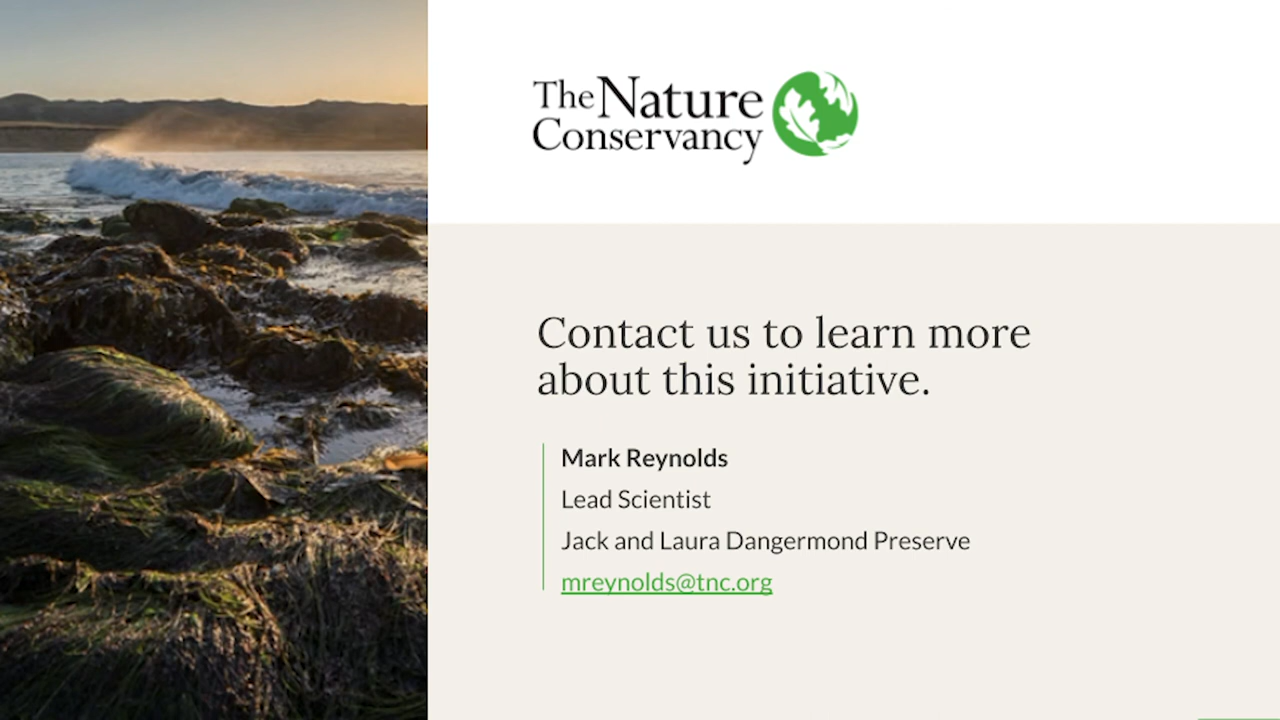 The Nature
Conservancy
Contact us to learn more
about this initiative.
Mark Reynolds
Lead Scientist
Jack and Laura Dangermond Preserve
mreynolds@tnc.org